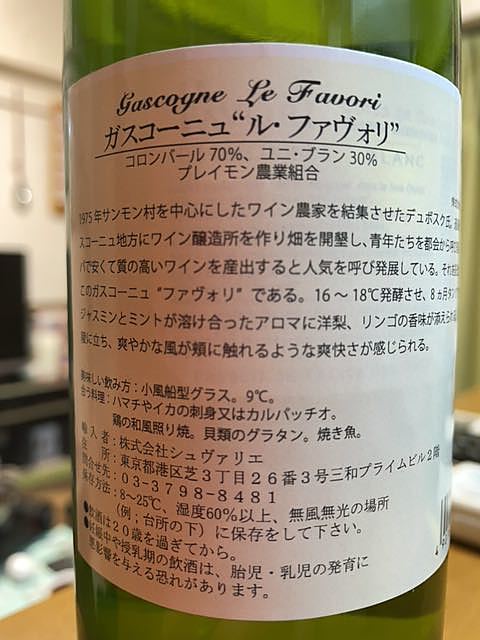 Gascogne Le Favori
ガスコーニュ“ル・ファヴォリ”
コロンバール 70%、ユニ・ブラン 30%
プレイモン農業組合
1975年サンモン村を中心にしたワイン農家を結集させたデュボスク氏。
スコーニュ地方にワイン醸造所を作り畑を開墾し、青年たちを都会から
パで安くて質の高いワインを産出すると人気を呼び発展している。それ
このガスコーニュ “ファヴォリ” である。16～18℃発酵させ、8ヵ月タン
ジャスミンとミントが溶け合ったアロマに洋梨、リンゴの香味が添えられ
壁に立ち、爽やかな風が頬に触れるような爽快さが感じられる。
美味しい飲み方：小風船型グラス。9℃。
合う料理：ハマチやイカの刺身又はカルパッチオ。
鶏の和風照り焼。貝類のグラタン。焼き魚。
輸入者：株式会社シュヴァリエ
住所：東京都港区芝３丁目２６番３号三和プライムビル２階
問合せ先：０３-３７９８-８４８１
保存方法：8～25℃、湿度60%以上、無風無光の場所
（例；台所の下）に保存をして下さい。
●飲酒は２０歳を過ぎてから。
●妊娠中や授乳期の飲酒は、胎児・乳児の発育に
悪影響を与える恐れがあります。